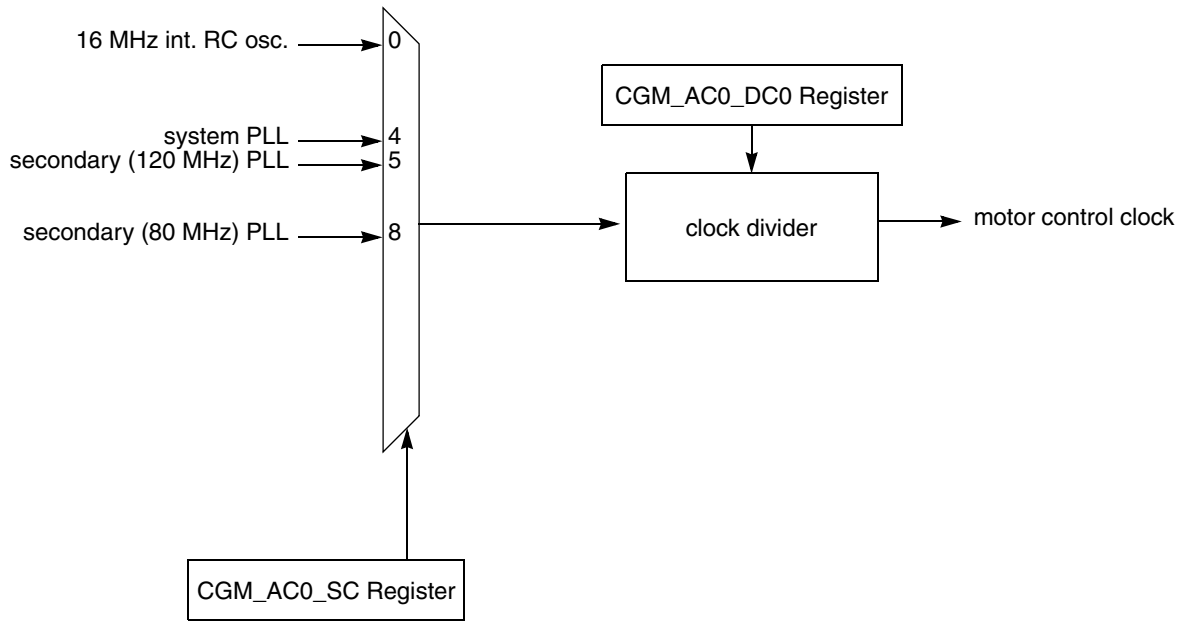 16 MHz int. RC osc.
0
CGM_AC0_DC0 Register
system PLL
4
secondary (120 MHz) PLL
5
secondary (80 MHz) PLL
8
clock divider
motor control clock
CGM_AC0_SC Register